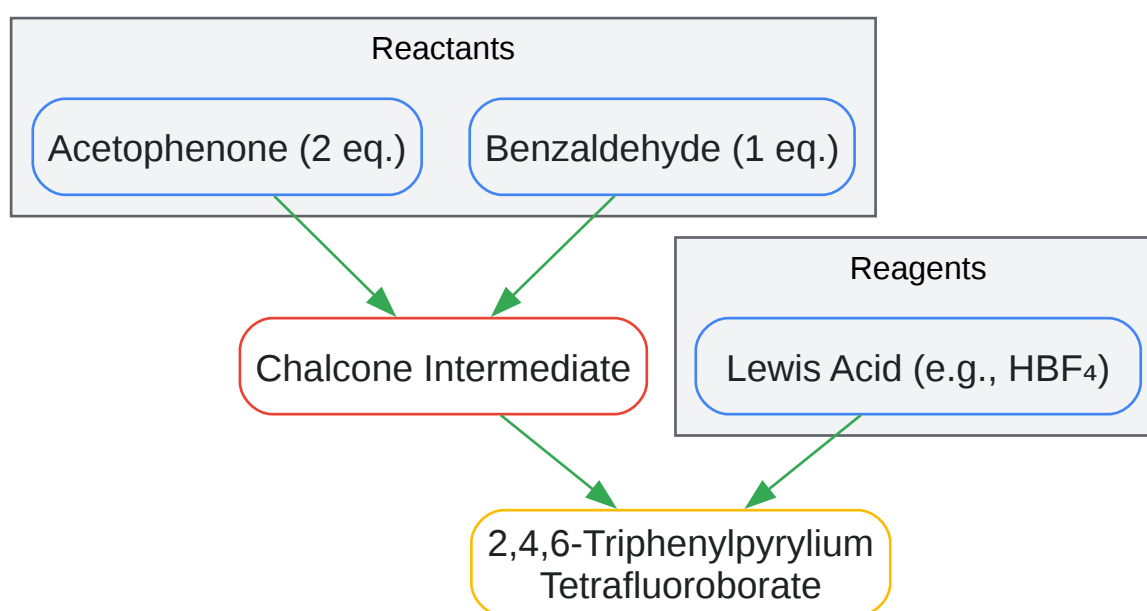 Reactants
Acetophenone (2 eq.)
Benzaldehyde (1 eq.)
Reagents
Chalcone Intermediate
Lewis Acid (e.g., HBF₄)
2,4,6-Triphenylpyrylium
Tetrafluoroborate